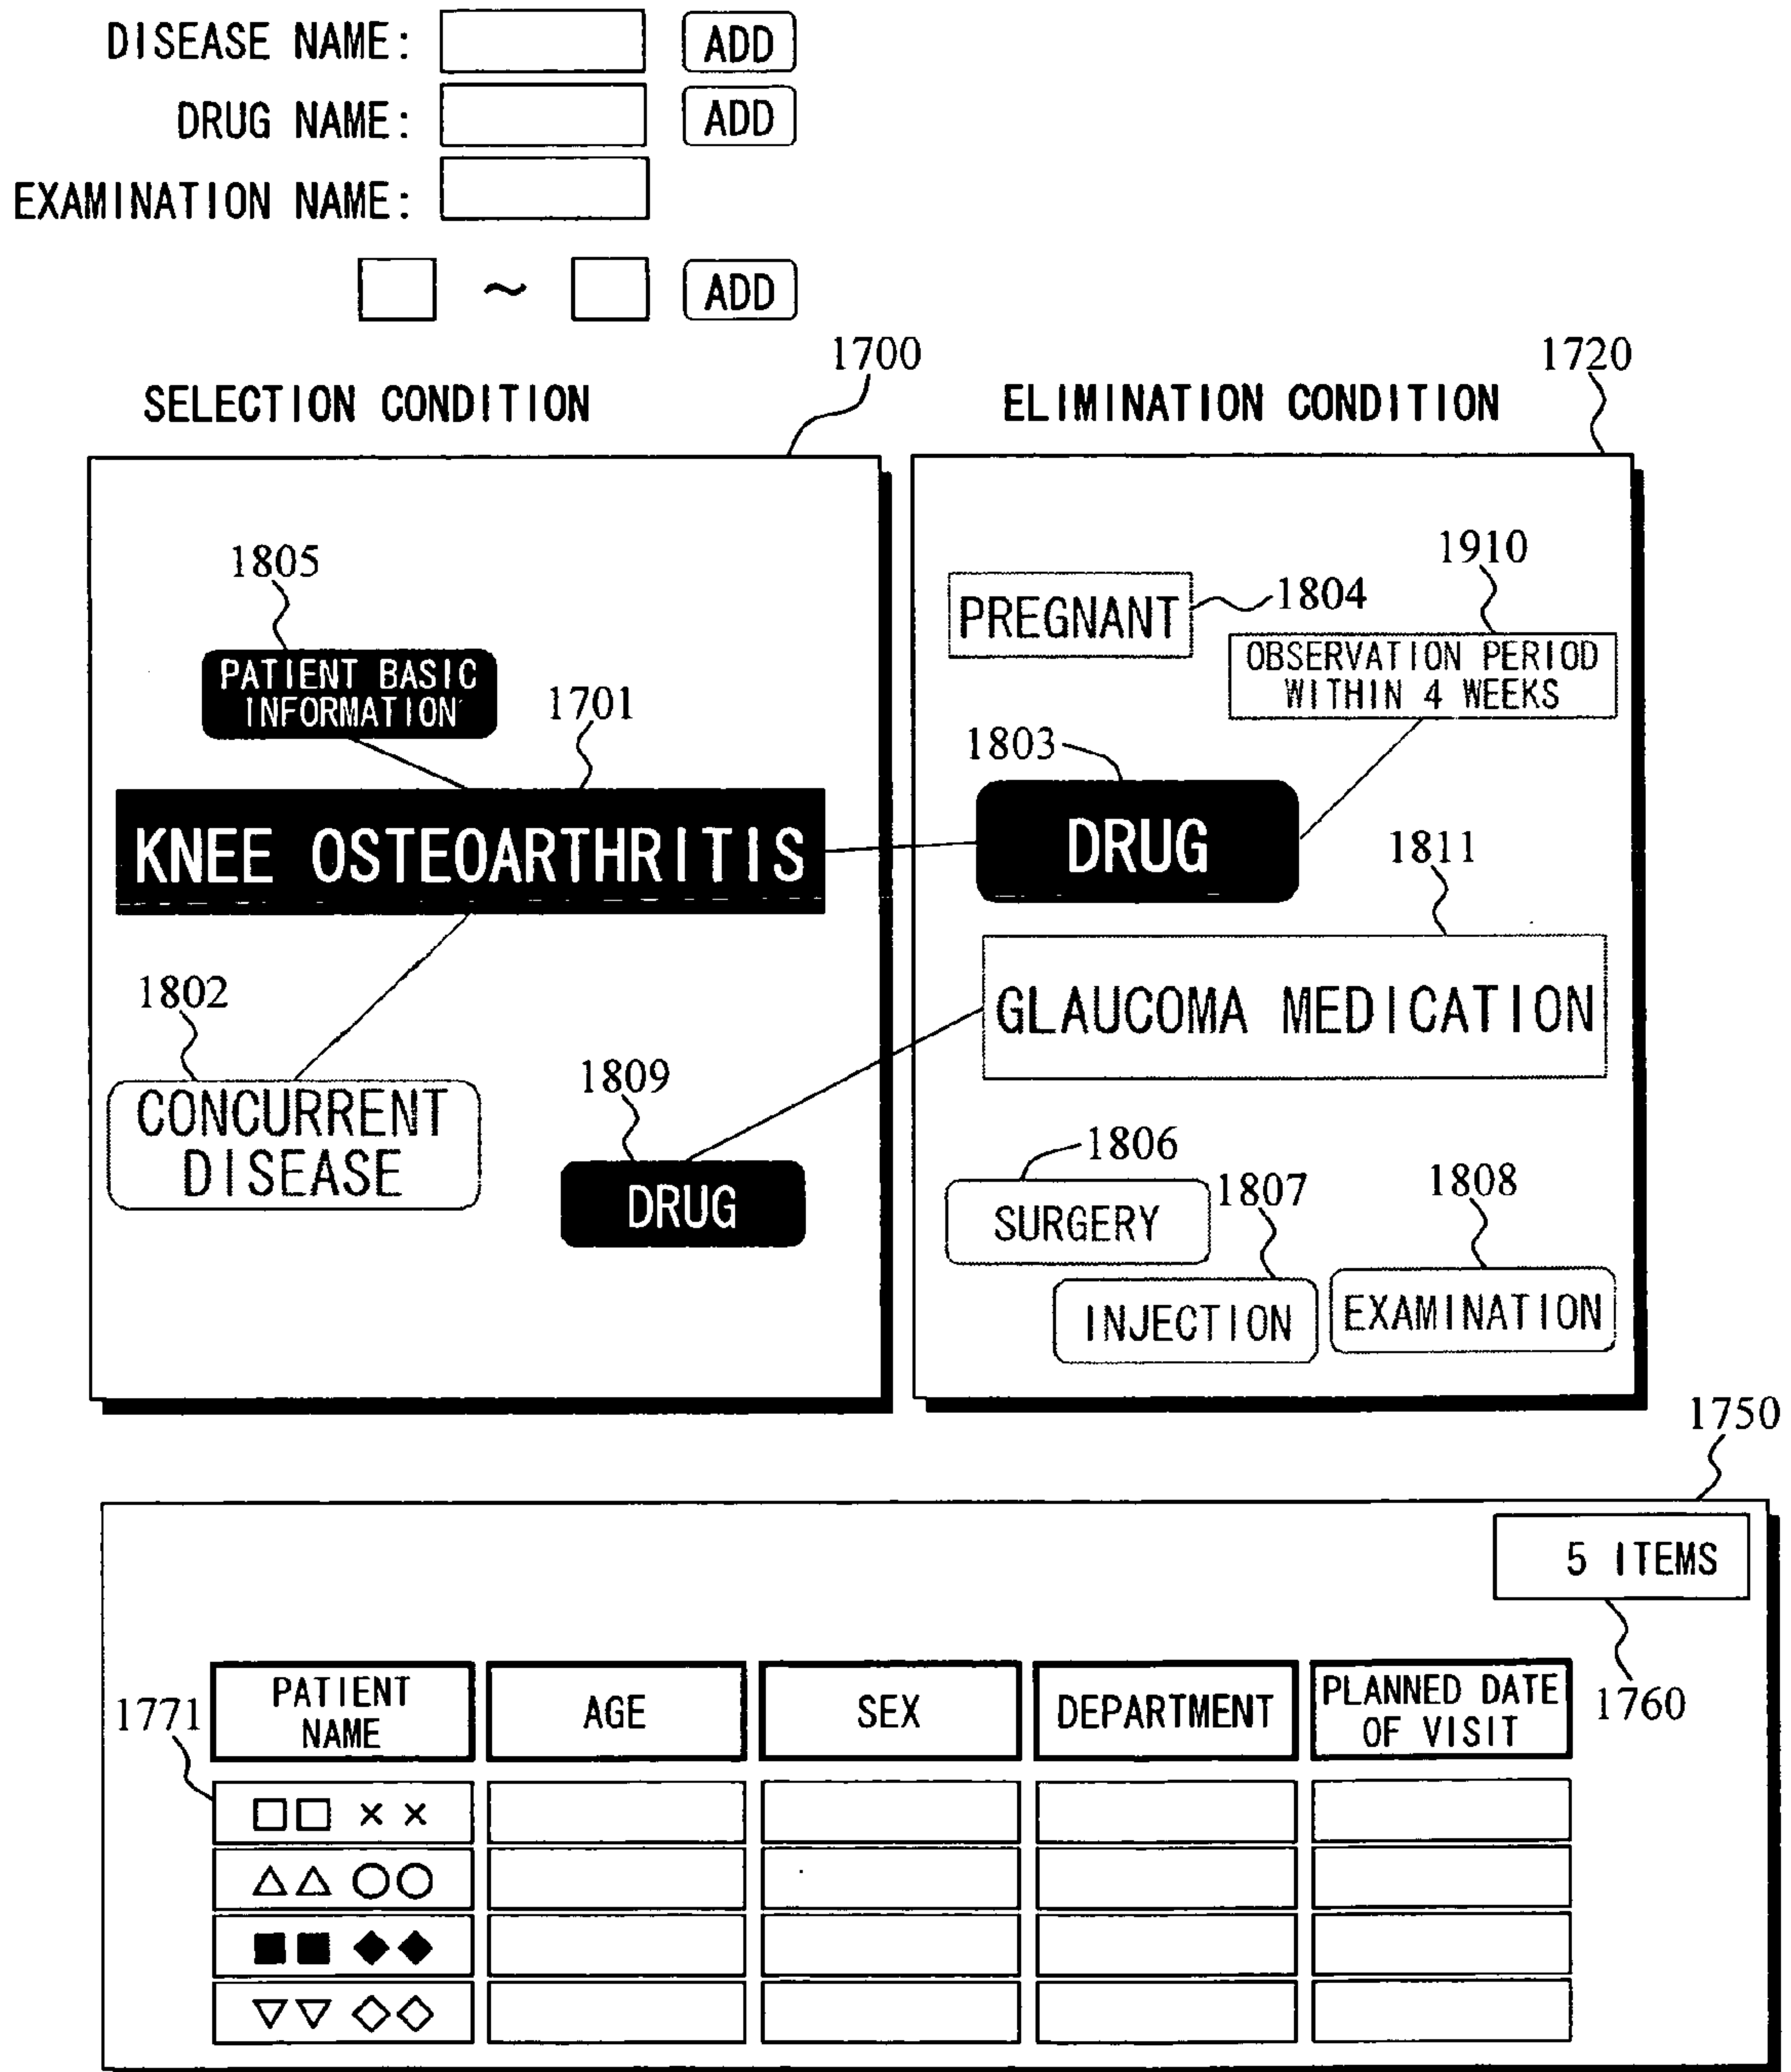 DISEASE NAME: ADD
DRUG NAME: ADD
EXAMINATION NAME:
~ ADD
1700
1720
SELECTION CONDITION
ELIMINATION CONDITION
1805
PATIENT BASIC
INFORMATION
1701
KNEE OSTEOARTHRITIS
1802
CONCURRENT
DISEASE
1809
DRUG
1910
PREGNANT
1804
OBSERVATION PERIOD
WITHIN 4 WEEKS
1803
DRUG
1811
GLAUCOMA MEDICATION
1806
SURGERY
1807
INJECTION
1808
EXAMINATION
1750
5 ITEMS
1760
1771
PATIENT
NAME
AGE
SEX
DEPARTMENT
PLANNED DATE
OF VISIT
□□ ××
△△ ○○
■■ ◆◆
▽▽ ◇◇